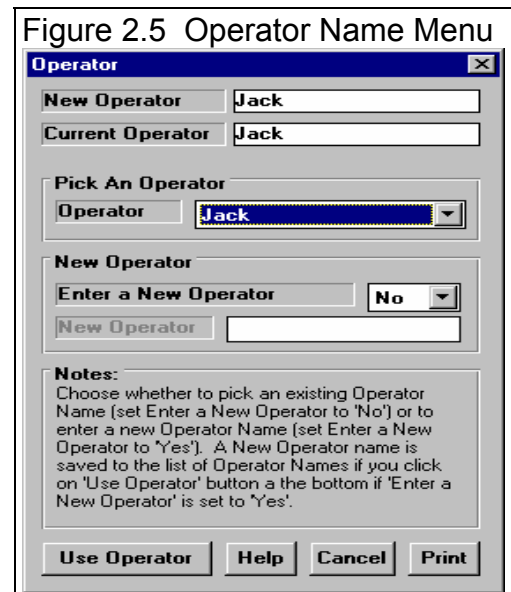 Figure 2.5 Operator Name Menu
Operator
New Operator Jack
Current Operator Jack
Pick An Operator
Operator Jack
New Operator
Enter a New Operator No
New Operator
Notes:
Choose whether to pick an existing Operator
Name (set Enter a New Operator to 'No') or to
enter a new Operator Name (set Enter a New
Operator to 'Yes'). A New Operator name is
saved to the list of Operator Names if you click
on 'Use Operator' button a the bottom if 'Enter a
New Operator' is set to 'Yes'.
Use Operator Help Cancel Print